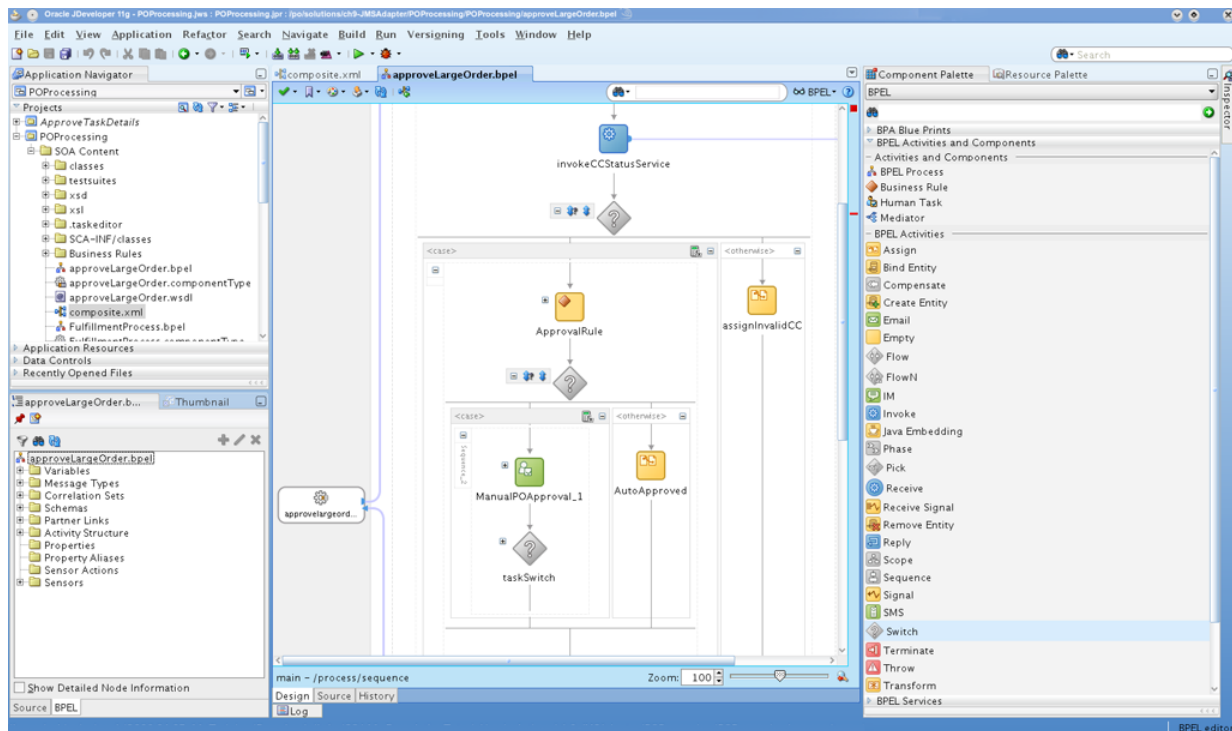 Oracle JDeveloper 11g - POProcessing.jws : POProcessing.jpr : /po/solutions/ch9-JMSAdapter/POProcessing/POProcessing/approveLargeOrder.bpel
File Edit View Application Refactor Search Navigate Build Run Versigning Tools Window Help
Search
Application Navigator
POProcessing
Projects
ApproveTaskDetails
POProcessing
SOA Content
classes
testsuites
xsd
xsl
.taskeditor
SCA-INF/classes
Business Rules
approveLargeOrder.bpel
approveLargeOrder.componentType
approveLargeOrder.wsdl
composite.xml
FulfillmentProcess.bpel
FulfillmentProcess.componentType
Application Resources
Data Controls
Recently Opened Files
approveLargeOrder.b...
Thumbnail
approveLargeOrder.bpel
Variables
Message Types
Correlation Sets
Schemas
Partner Links
Activity Structure
Properties
Property Aliases
Sensor Actions
Sensors
Show Detailed Node Information
Source BPEL
composite.xml
approveLargeOrder.bpel
BPEL
invokeCCStatusService
<case>
<otherwise>
ApprovalRule
assignInvalidCC
<case>
<otherwise>
Sequence_2
ManualPOApproval_1
AutoApproved
approvelargeord...
taskSwitch
main - /process/sequence
Zoom: 100
Design Source History
Log
Component Palette
Resource Palette
BPEL
BPA Blue Prints
BPEL Activities and Components
Activities and Components
BPEL Process
Business Rule
Human Task
Mediator
BPEL Activities
Assign
Bind Entity
Compensate
Create Entity
Email
Empty
Flow
FlowN
IM
Invoke
Java Embedding
Phase
Pick
Receive
Receive Signal
Remove Entity
Reply
Scope
Sequence
Signal
SMS
Switch
Terminate
Throw
Transform
BPEL Services
Inspector
BPEL editor